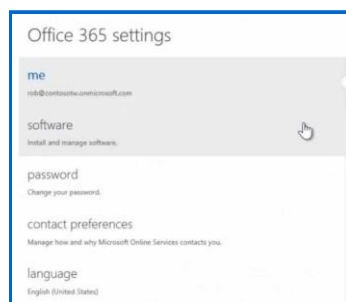 Office 365 settings
me
rob@contosotw.onmicrosoft.com
software
Install and manage software.
password
Change your password.
contact preferences
Manage how and why Microsoft Online Services contacts you.
language
English (United States)